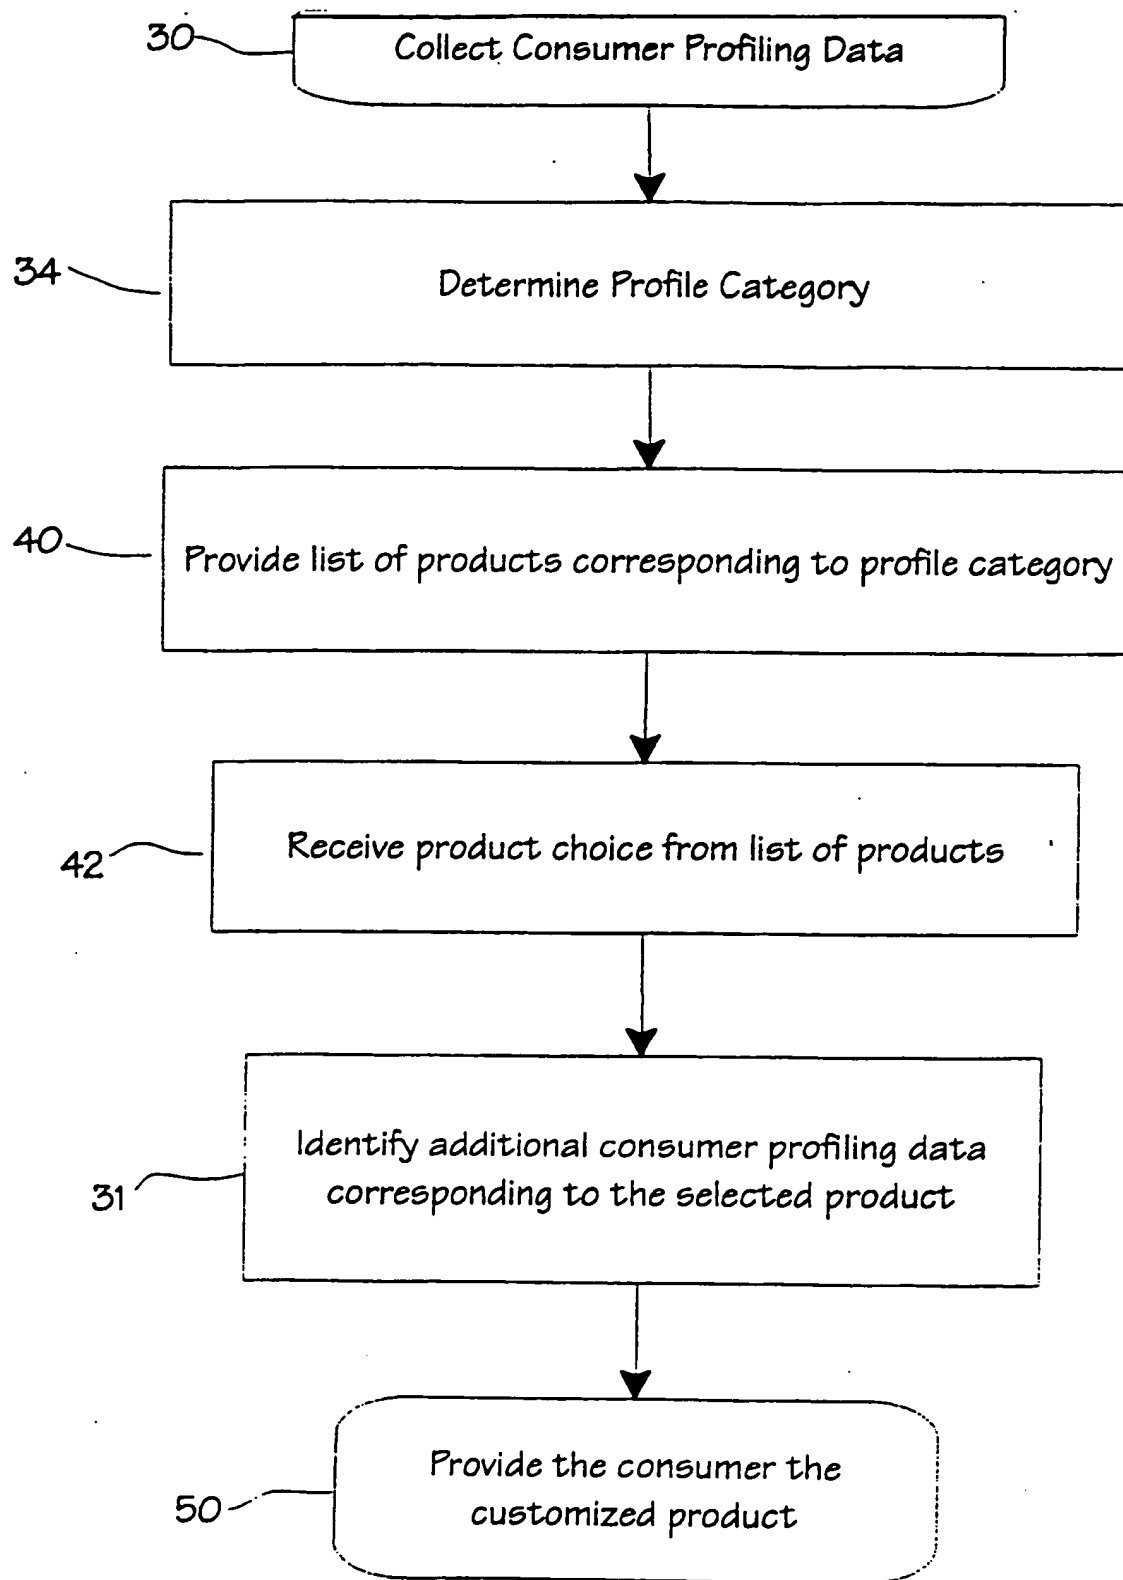 30
Collect Consumer Profiling Data
34
Determine Profile Category
40
Provide list of products corresponding to profile category
42
Receive product choice from list of products
31
Identify additional consumer profiling data
corresponding to the selected product
50
Provide the consumer the
customized product